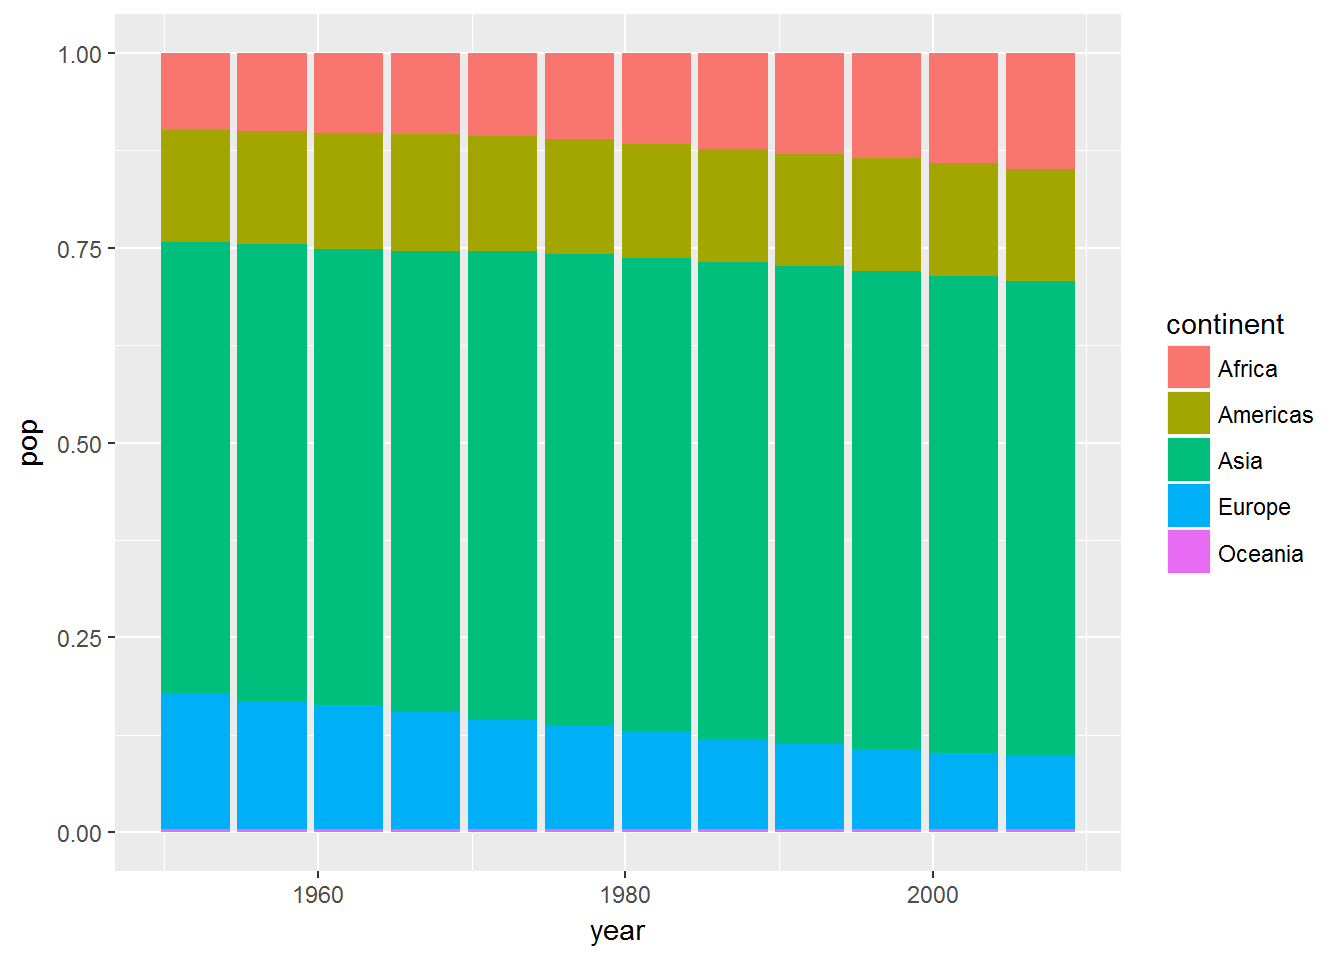 1.00
0.75
0.50
0.25
0.00
pop
1960
1980
2000
year
continent
Africa
Americas
Asia
Europe
Oceania